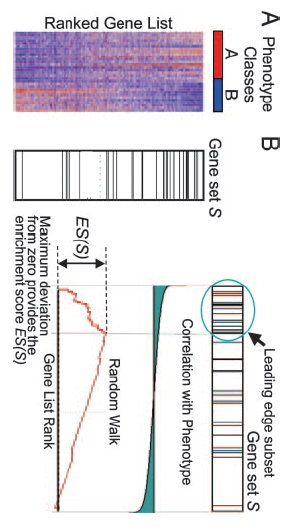 A
Phenotype
Classes
A
B
Ranked Gene List
B
Gene set S
Leading edge subset
Gene set S
Correlation with Phenotype
Random Walk
ES(S)
Gene List Rank
Maximum deviation
from zero provides the
enrichment score ES(S)